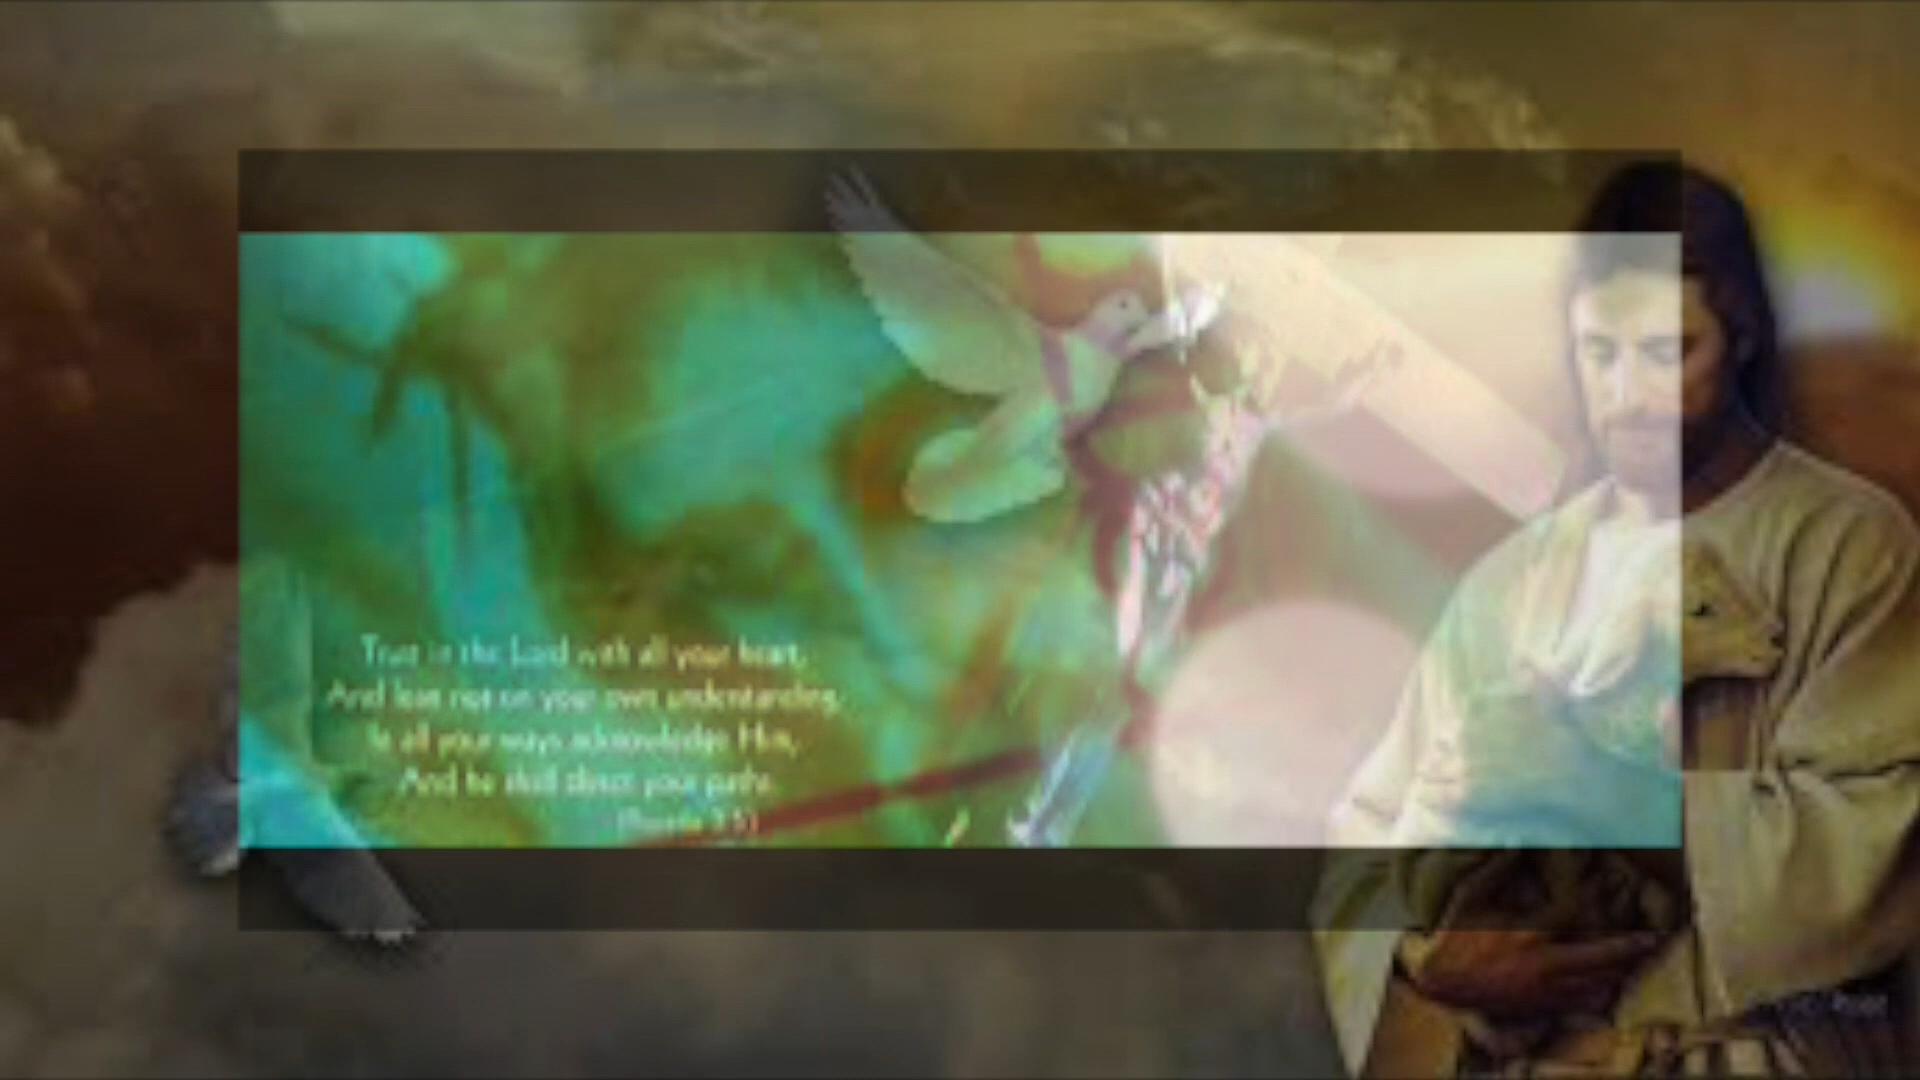 Trust in the Lord with all your heart,
And lean not on your own understanding,
In all your ways acknowledge Him,
And he shall direct your paths.